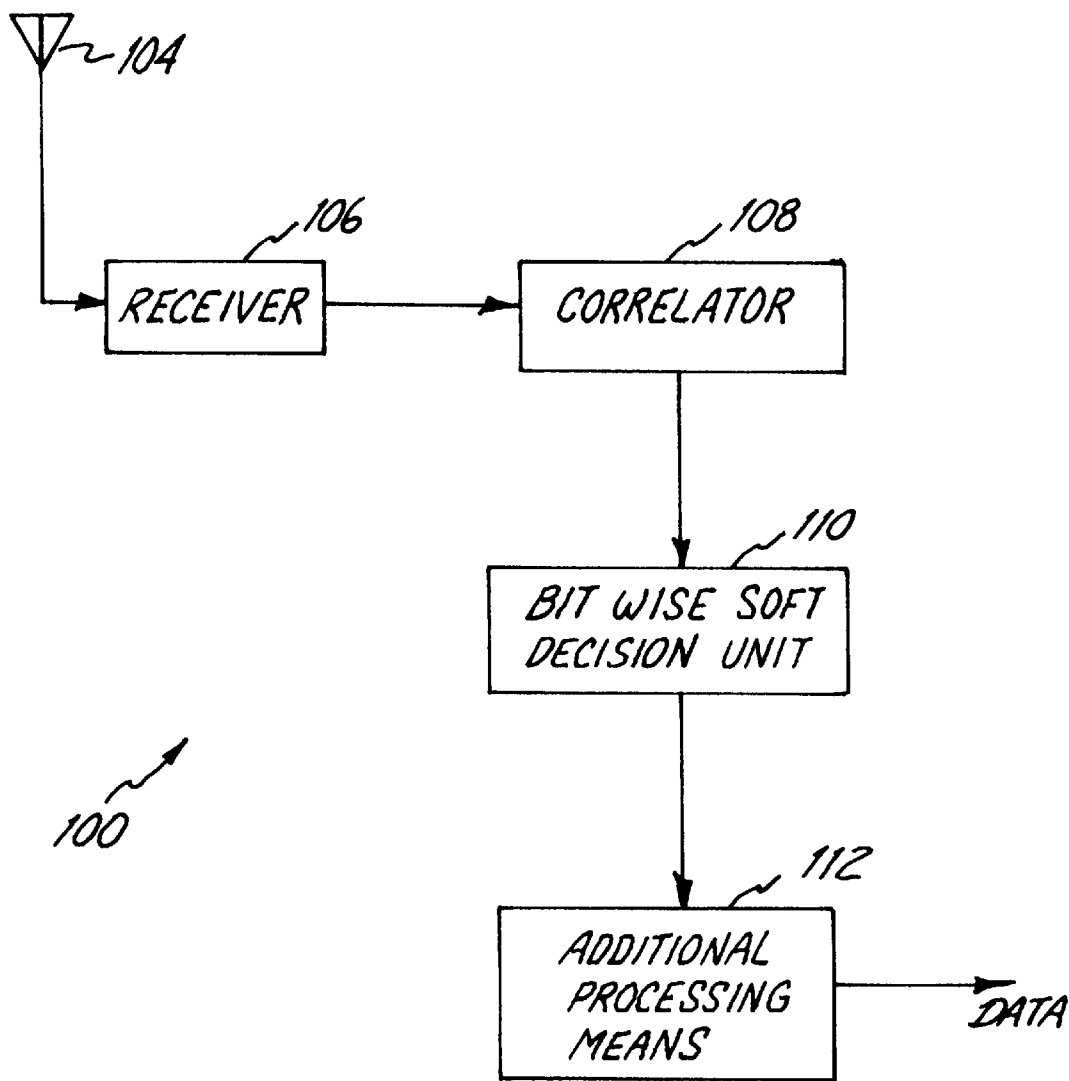 104
106
108
RECEIVER
CORRELATOR
110
BIT WISE SOFT
DECISION UNIT
100
112
ADDITIONAL
PROCESSING
MEANS
DATA